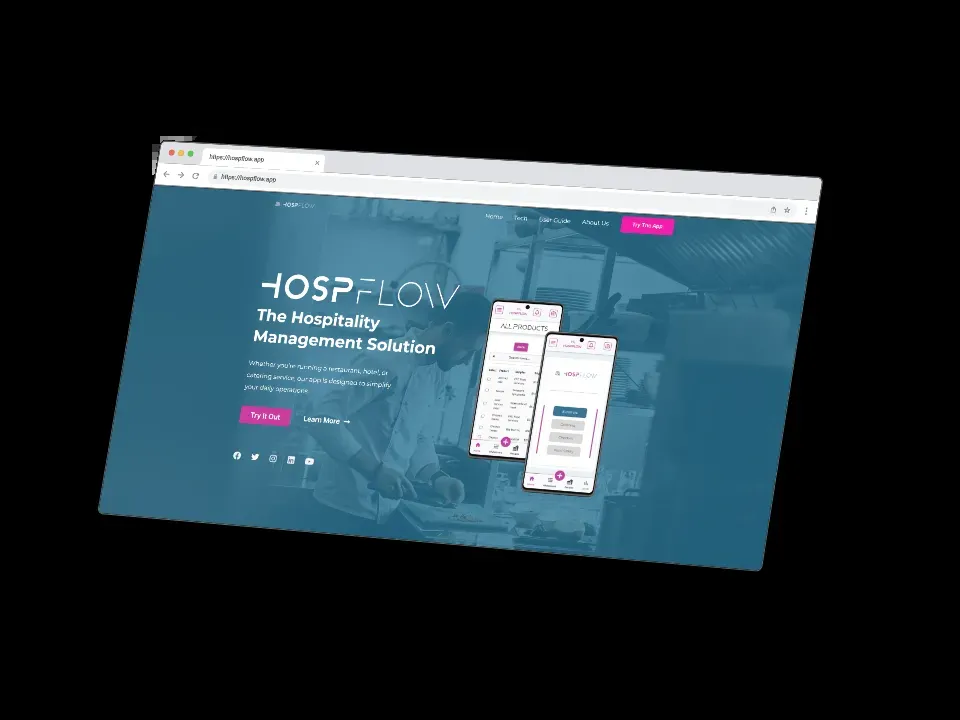 https://hospflow.app
https://hospflow.app
HOSPFLOW
Home Tech User Guide About Us Try The App
HOSPFLOW
The Hospitality
Management Solution
Whether you're running a restaurant, hotel, or
catering service, our app is designed to simplify
your daily operations.
Try It Out Learn More →
HOSPFLOW
ALL PRODUCTS
HOSPFLOW
HOSPFLOW